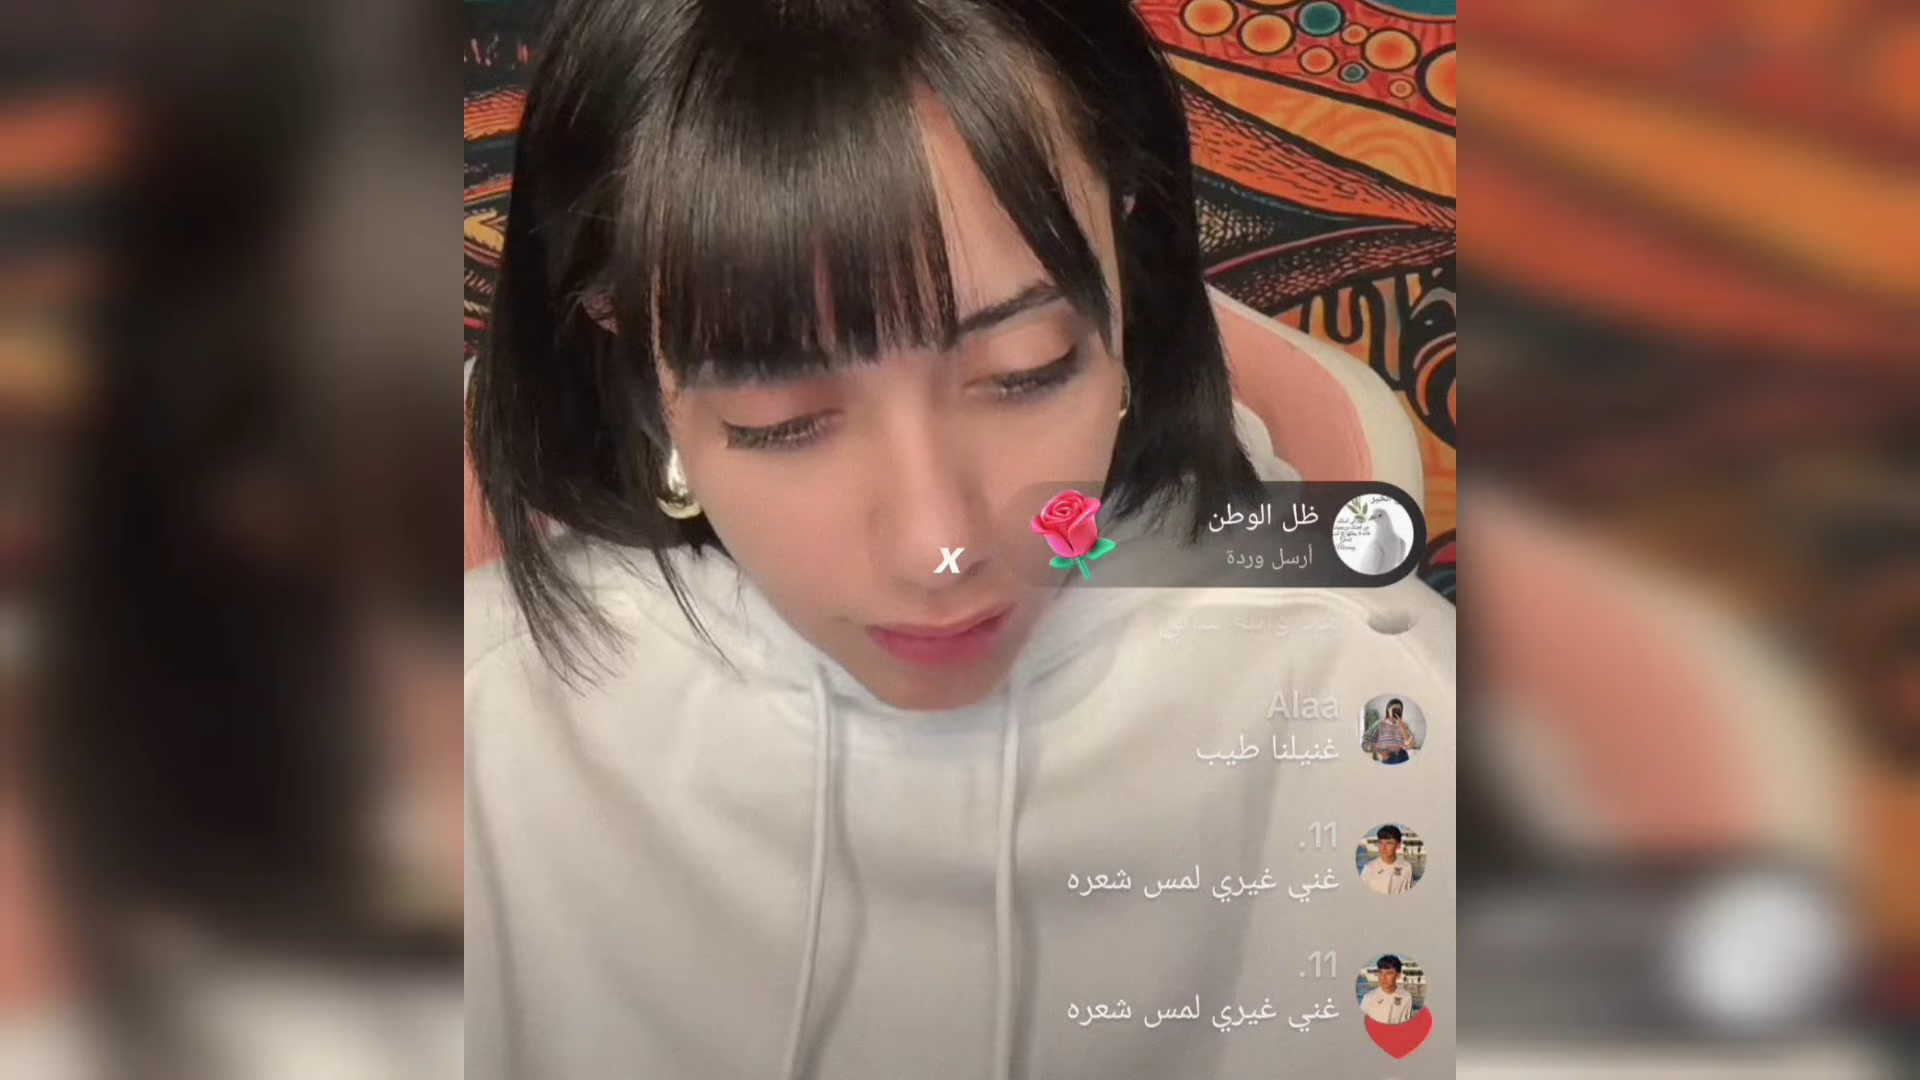 ظل الوطن
أرسل وردة
x
Alaa
غنيلنا طيب
.11
غني غيري لمس شعره
.11
غني غيري لمس شعره